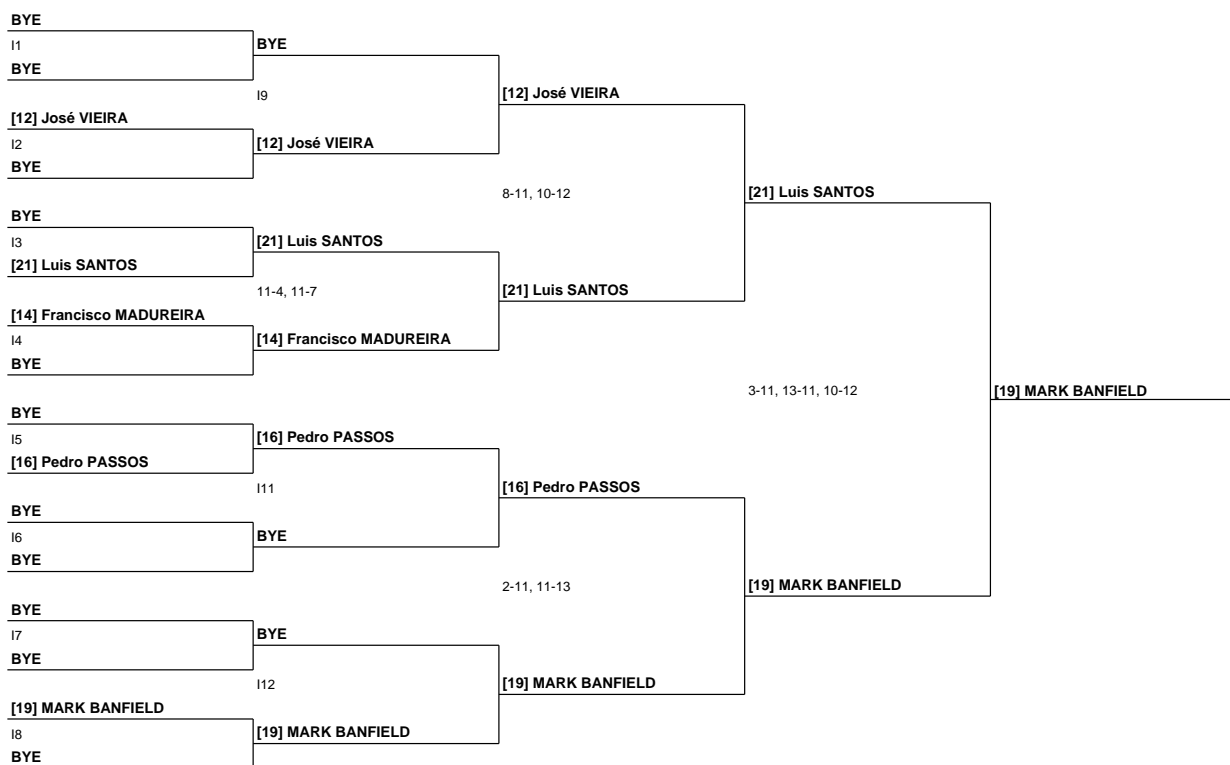 BYE
I1
BYE
BYE
I9
[12] José VIEIRA
[12] José VIEIRA
I2
[12] José VIEIRA
BYE
8-11, 10-12
[21] Luis SANTOS
BYE
I3
[21] Luis SANTOS
[21] Luis SANTOS
11-4, 11-7
[21] Luis SANTOS
[14] Francisco MADUREIRA
I4
[14] Francisco MADUREIRA
BYE
3-11, 13-11, 10-12
[19] MARK BANFIELD
BYE
I5
[16] Pedro PASSOS
[16] Pedro PASSOS
I11
[16] Pedro PASSOS
BYE
I6
BYE
BYE
2-11, 11-13
[19] MARK BANFIELD
BYE
I7
BYE
BYE
I12
[19] MARK BANFIELD
[19] MARK BANFIELD
I8
[19] MARK BANFIELD
BYE